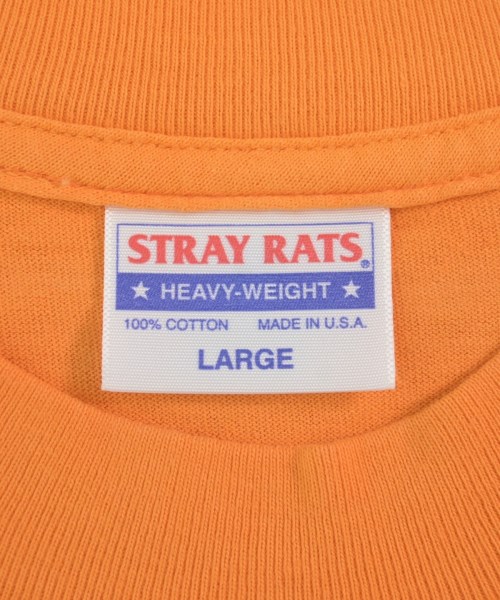 STRAY RATS®
★ HEAVY-WEIGHT ★
100% COTTON MADE IN U.S.A.
LARGE